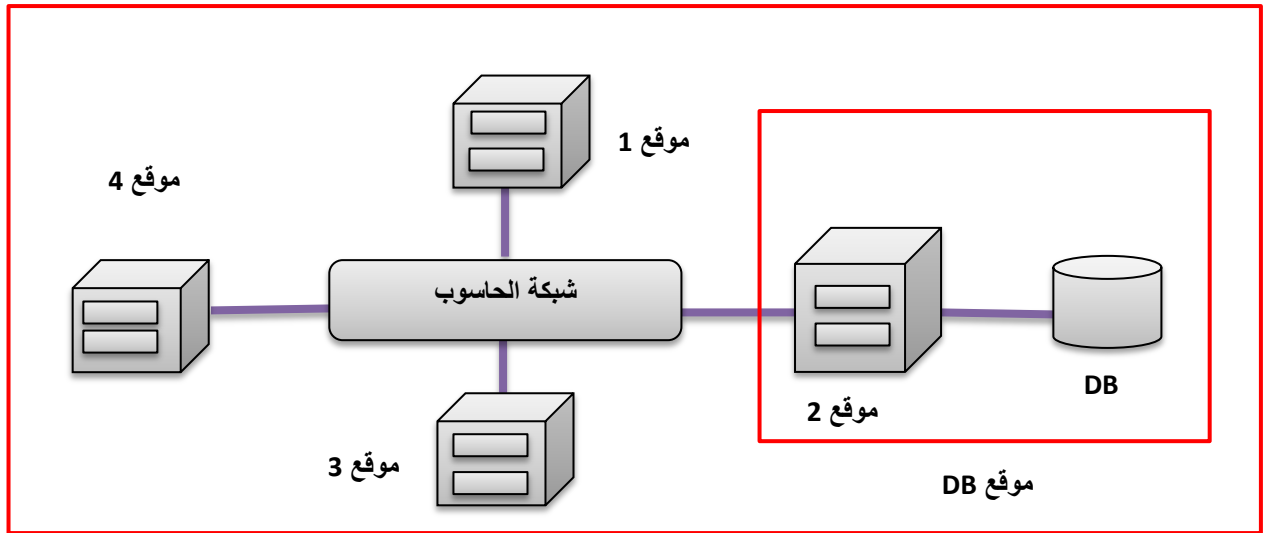 موقع 1
موقع 4
شبكة الحاسوب
DB
موقع 2
موقع 3
موقع DB